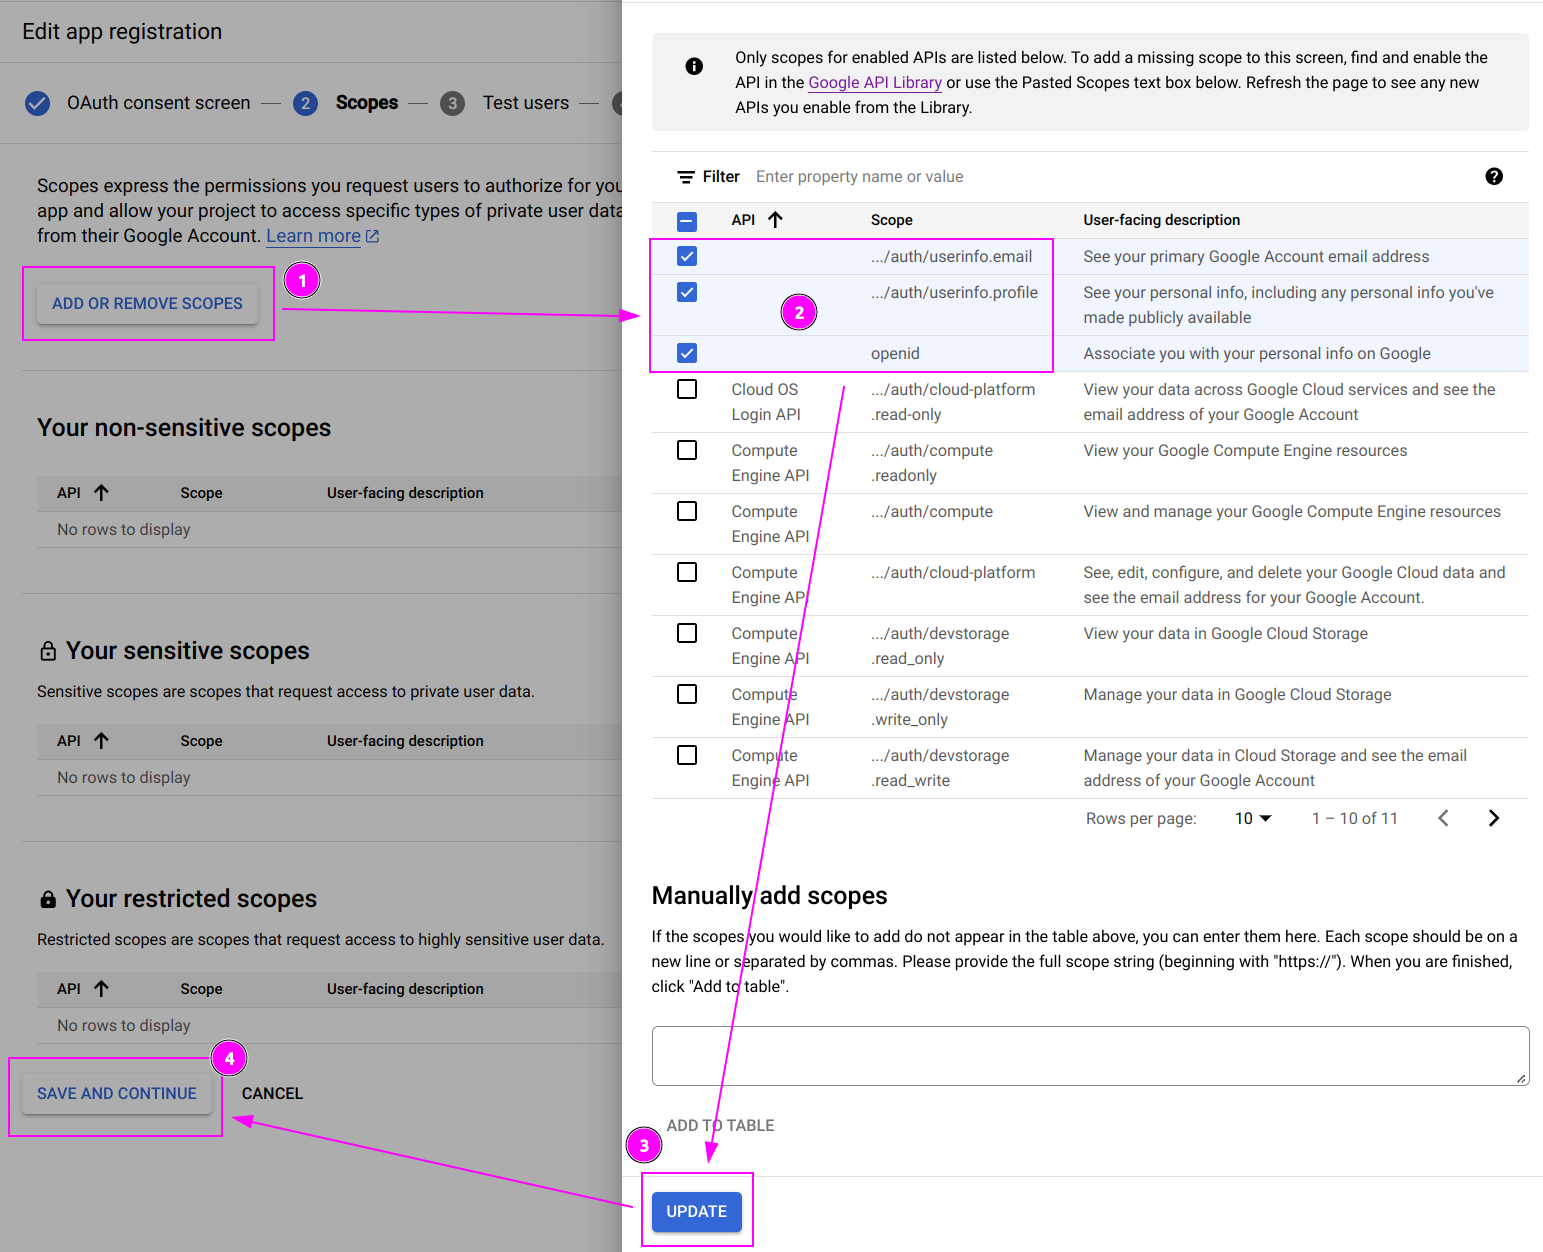 Edit app registration
OAuth consent screen
2 Scopes
3 Test users
Scopes express the permissions you request users to authorize for you
app and allow your project to access specific types of private user data
from their Google Account. Learn more
ADD OR REMOVE SCOPES
1
Your non-sensitive scopes
API Scope User-facing description
No rows to display
Your sensitive scopes
Sensitive scopes are scopes that request access to private user data.
API Scope User-facing description
No rows to display
Your restricted scopes
Restricted scopes are scopes that request access to highly sensitive user data.
API Scope User-facing description
No rows to display
4
SAVE AND CONTINUE CANCEL
Only scopes for enabled APIs are listed below. To add a missing scope to this screen, find and enable the
API in the Google API Library or use the Pasted Scopes text box below. Refresh the page to see any new
APIs you enable from the Library.
Filter Enter property name or value
API Scope User-facing description
.../auth/userinfo.email See your primary Google Account email address
.../auth/userinfo.profile See your personal info, including any personal info you've
made publicly available
2
openid Associate you with your personal info on Google
Cloud OS .../auth/cloud-platform View your data across Google Cloud services and see the
Login API .read-only email address of your Google Account
Compute .../auth/compute View your Google Compute Engine resources
Engine API .readonly
Compute .../auth/compute View and manage your Google Compute Engine resources
Engine API
Compute .../auth/cloud-platform See, edit, configure, and delete your Google Cloud data and
Engine API see the email address for your Google Account.
Compute .../auth/devstorage View your data in Google Cloud Storage
Engine API .read_only
Compute .../auth/devstorage Manage your data in Google Cloud Storage
Engine API .write_only
Compute .../auth/devstorage Manage your data in Cloud Storage and see the email
Engine API .read_write address of your Google Account
Rows per page: 10 1 – 10 of 11
Manually add scopes
If the scopes you would like to add do not appear in the table above, you can enter them here. Each scope should be on a
new line or separated by commas. Please provide the full scope string (beginning with "https://"). When you are finished,
click "Add to table".
ADD TO TABLE
3
UPDATE